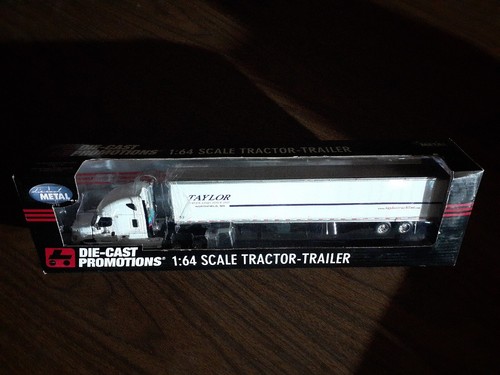 DIE-CAST
PROMOTIONS 1:64 SCALE TRACTOR-TRAILER
METAL
TAYLOR
DIE-CAST
PROMOTIONS® 1:64 SCALE TRACTOR-TRAILER